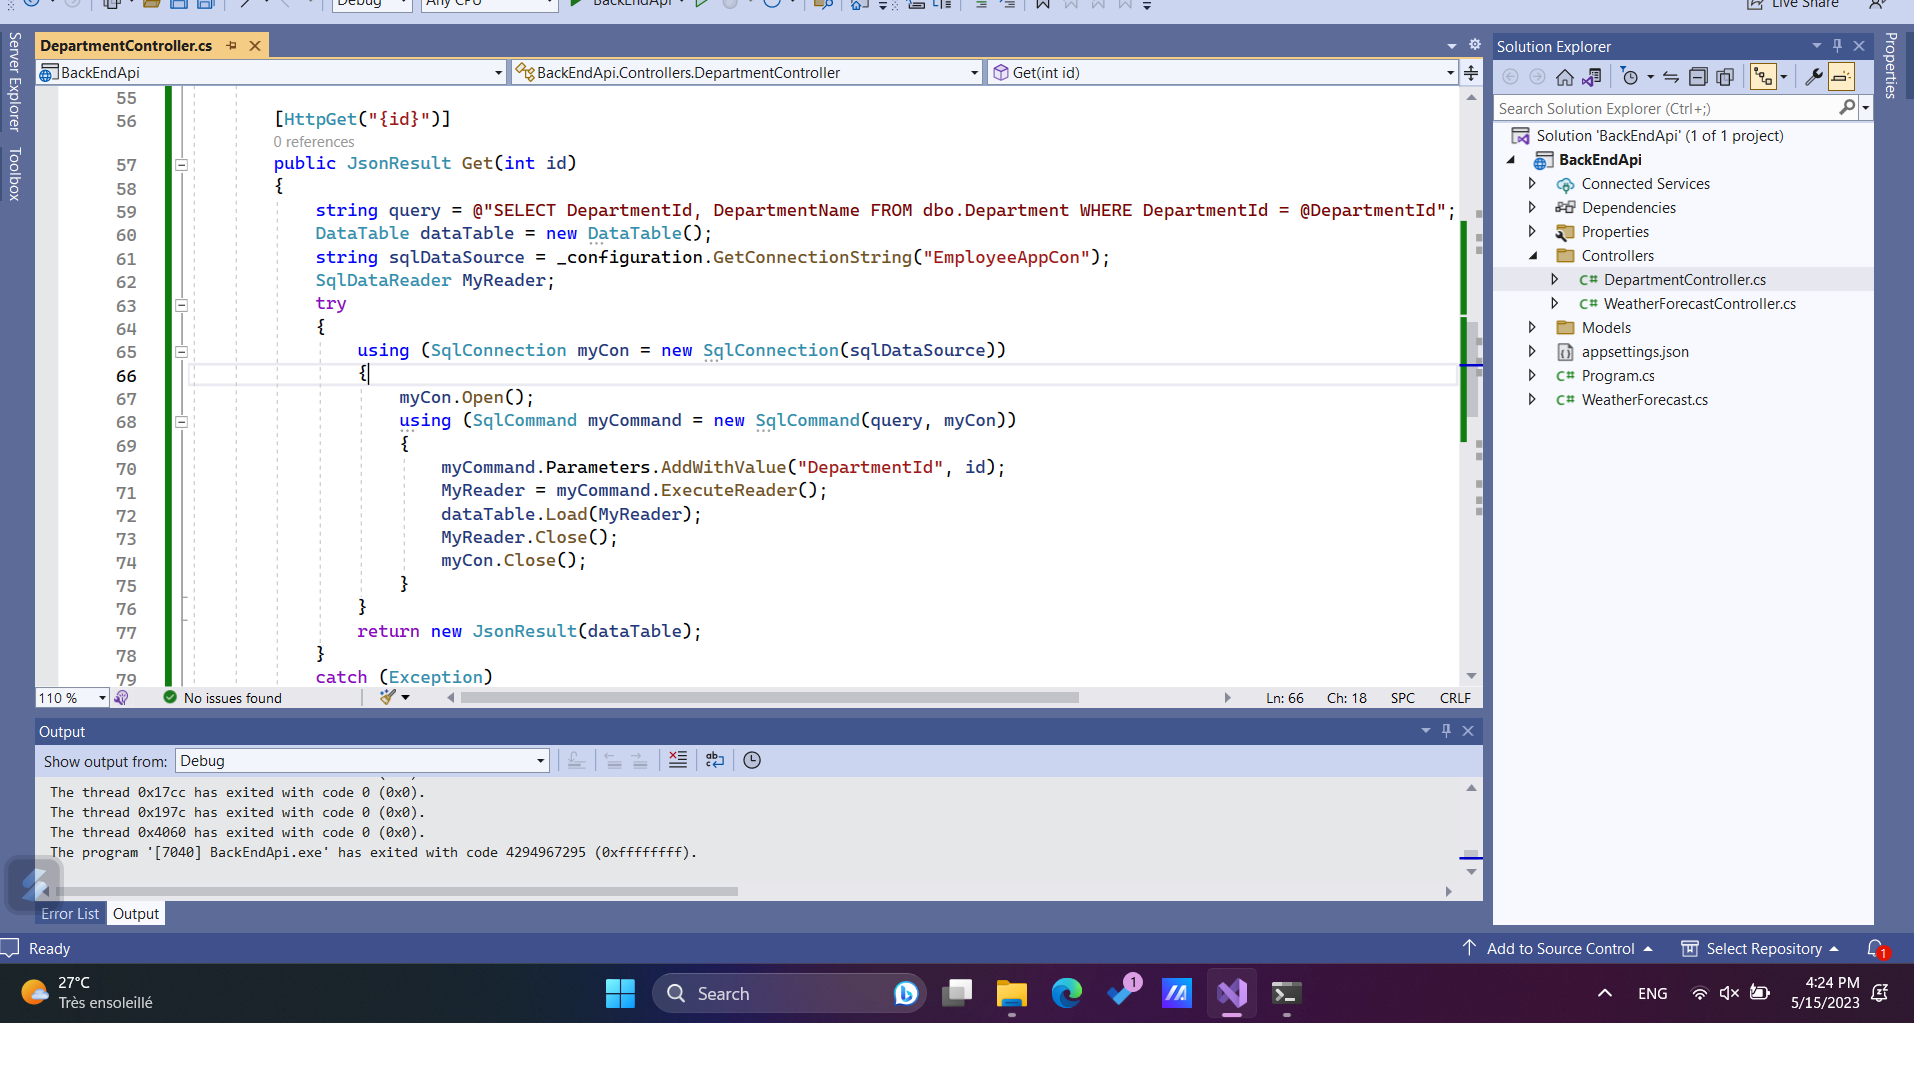 Debug
Any CPU
BackEndApi
Live Share
Server Explorer
Toolbox
DepartmentController.cs
BackEndApi
BackEndApi.Controllers.DepartmentController
Get(int id)
55
56 [HttpGet("{id}")]
0 references
57 public JsonResult Get(int id)
58 {
59 string query = @"SELECT DepartmentId, DepartmentName FROM dbo.Department WHERE DepartmentId = @DepartmentId";
60 DataTable dataTable = new DataTable();
61 string sqlDataSource = _configuration.GetConnectionString("EmployeeAppCon");
62 SqlDataReader MyReader;
63 try
64 {
65 using (SqlConnection myCon = new SqlConnection(sqlDataSource))
66 {
67 myCon.Open();
68 using (SqlCommand myCommand = new SqlCommand(query, myCon))
69 {
70 myCommand.Parameters.AddWithValue("DepartmentId", id);
71 MyReader = myCommand.ExecuteReader();
72 dataTable.Load(MyReader);
73 MyReader.Close();
74 myCon.Close();
75 }
76 }
77 return new JsonResult(dataTable);
78 }
79 catch (Exception)
110 %
No issues found
Ln: 66 Ch: 18 SPC CRLF
Output
Show output from: Debug
The thread 0x17cc has exited with code 0 (0x0).
The thread 0x197c has exited with code 0 (0x0).
The thread 0x4060 has exited with code 0 (0x0).
The program '[7040] BackEndApi.exe' has exited with code 4294967295 (0xffffffff).
Error List Output
Solution Explorer
Search Solution Explorer (Ctrl+;)
Solution 'BackEndApi' (1 of 1 project)
BackEndApi
Connected Services
Dependencies
Properties
Controllers
C# DepartmentController.cs
C# WeatherForecastController.cs
Models
appsettings.json
C# Program.cs
C# WeatherForecast.cs
Properties
Ready
Add to Source Control
Select Repository
1
27°C
Très ensoleillé
Search
1
ENG
4:24 PM
5/15/2023